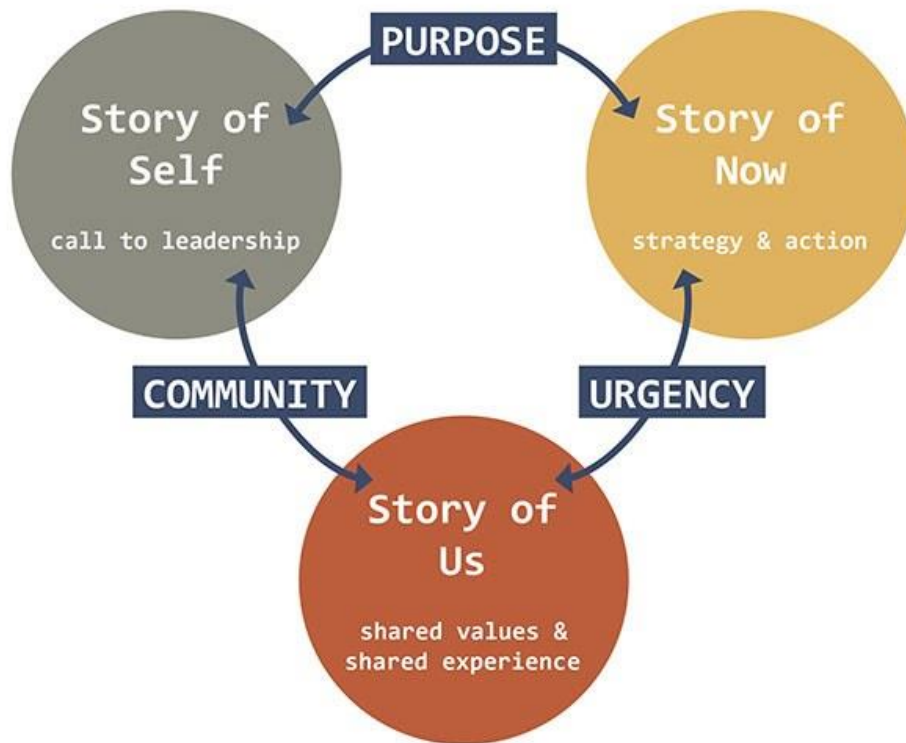 PURPOSE
Story of
Self
call to leadership
Story of
Now
strategy & action
COMMUNITY
URGENCY
Story of
Us
shared values &
shared experience